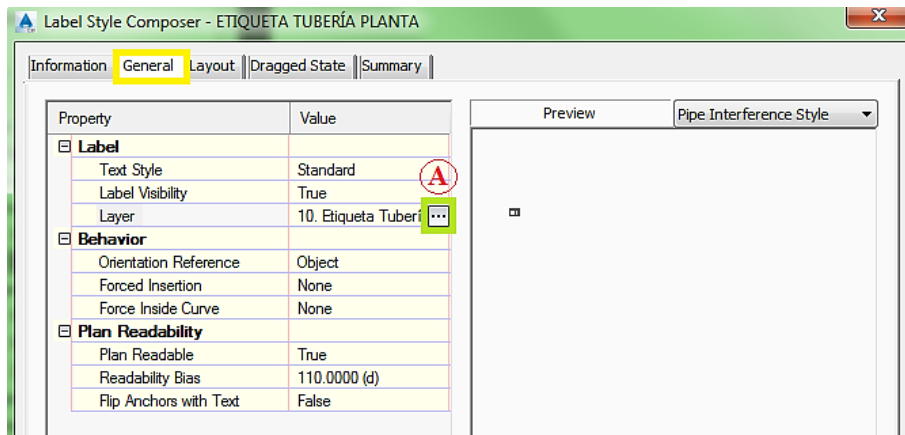 Label Style Composer - ETIQUETA TUBERÍA PLANTA
Information General Layout Dragged State Summary
Property Value
Preview Pipe Interference Style
Label
Text Style Standard
A
Label Visibility True
Layer 10. Etiqueta Tuberí ...
Behavior
Orientation Reference Object
Forced Insertion None
Force Inside Curve None
Plan Readability
Plan Readable True
Readability Bias 110.0000 (d)
Flip Anchors with Text False